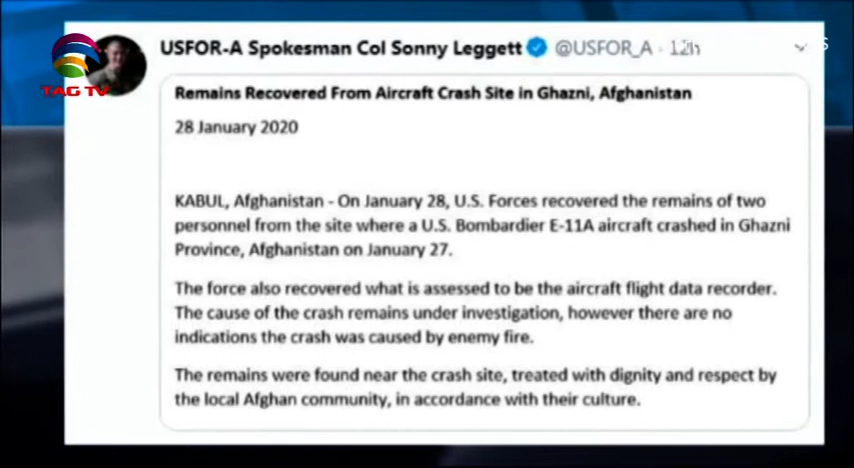 USFOR-A Spokesman Col Sonny Leggett @USFOR_A · 12h
TAG TV
Remains Recovered From Aircraft Crash Site in Ghazni, Afghanistan
28 January 2020
KABUL, Afghanistan - On January 28, U.S. Forces recovered the remains of two
personnel from the site where a U.S. Bombardier E-11A aircraft crashed in Ghazni
Province, Afghanistan on January 27.
The force also recovered what is assessed to be the aircraft flight data recorder.
The cause of the crash remains under investigation, however there are no
indications the crash was caused by enemy fire.
The remains were found near the crash site, treated with dignity and respect by
the local Afghan community, in accordance with their culture.